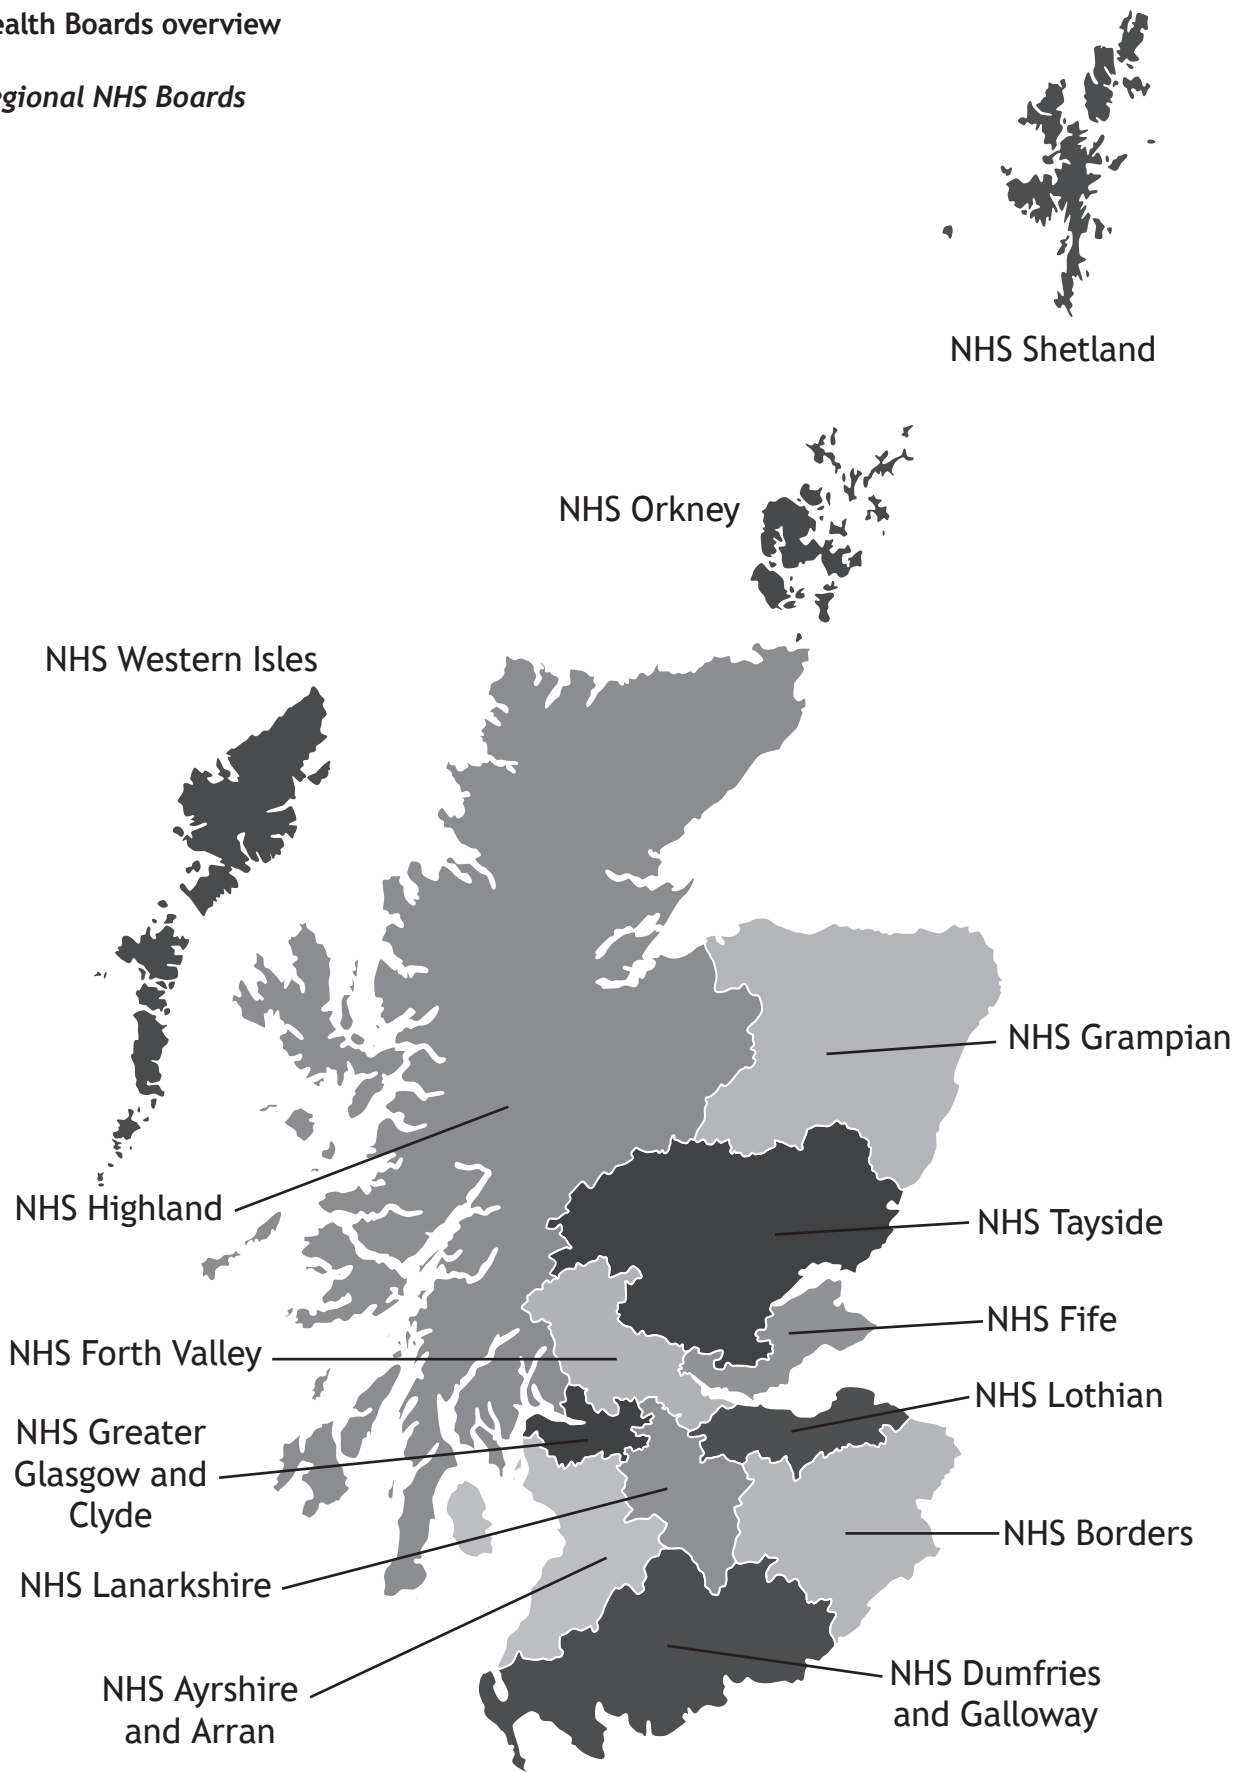 ealth Boards overview
egional NHS Boards
NHS Shetland
NHS Orkney
NHS Western Isles
NHS Grampian
NHS Highland
NHS Tayside
NHS Fife
NHS Forth Valley
NHS Lothian
NHS Greater
Glasgow and
Clyde
NHS Borders
NHS Lanarkshire
NHS Ayrshire
and Arran
NHS Dumfries
and Galloway